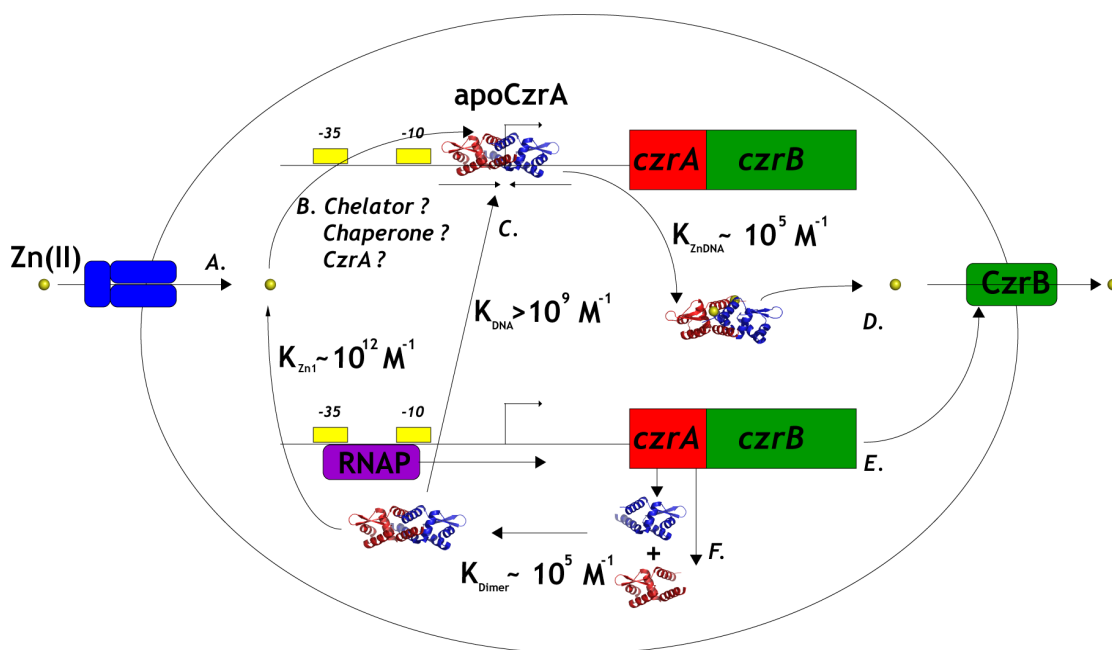 apoCzrA
-35
-10
czrA
czrB
B. Chelator ?
Chaperone ?
CzrA ?
C.
K_ZnDNA ~ 10^5 M^-1
Zn(II)
A.
CzrB
K_DNA > 10^9 M^-1
D.
K_Zn1 ~ 10^12 M^-1
-35
-10
czrA
czrB
RNAP
E.
+
F.
K_Dimer ~ 10^5 M^-1